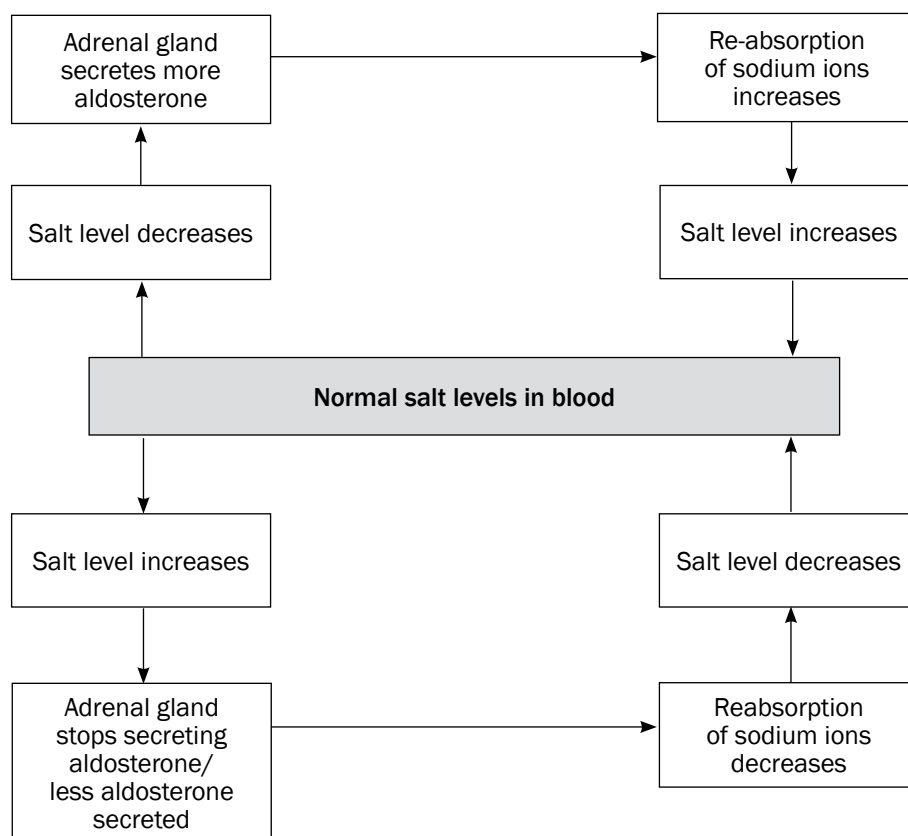 Adrenal gland
secretes more
aldosterone
Re-absorption
of sodium ions
increases
Salt level decreases
Salt level increases
Normal salt levels in blood
Salt level increases
Salt level decreases
Adrenal gland
stops secreting
aldosterone/
less aldosterone
secreted
Reabsorption
of sodium ions
decreases